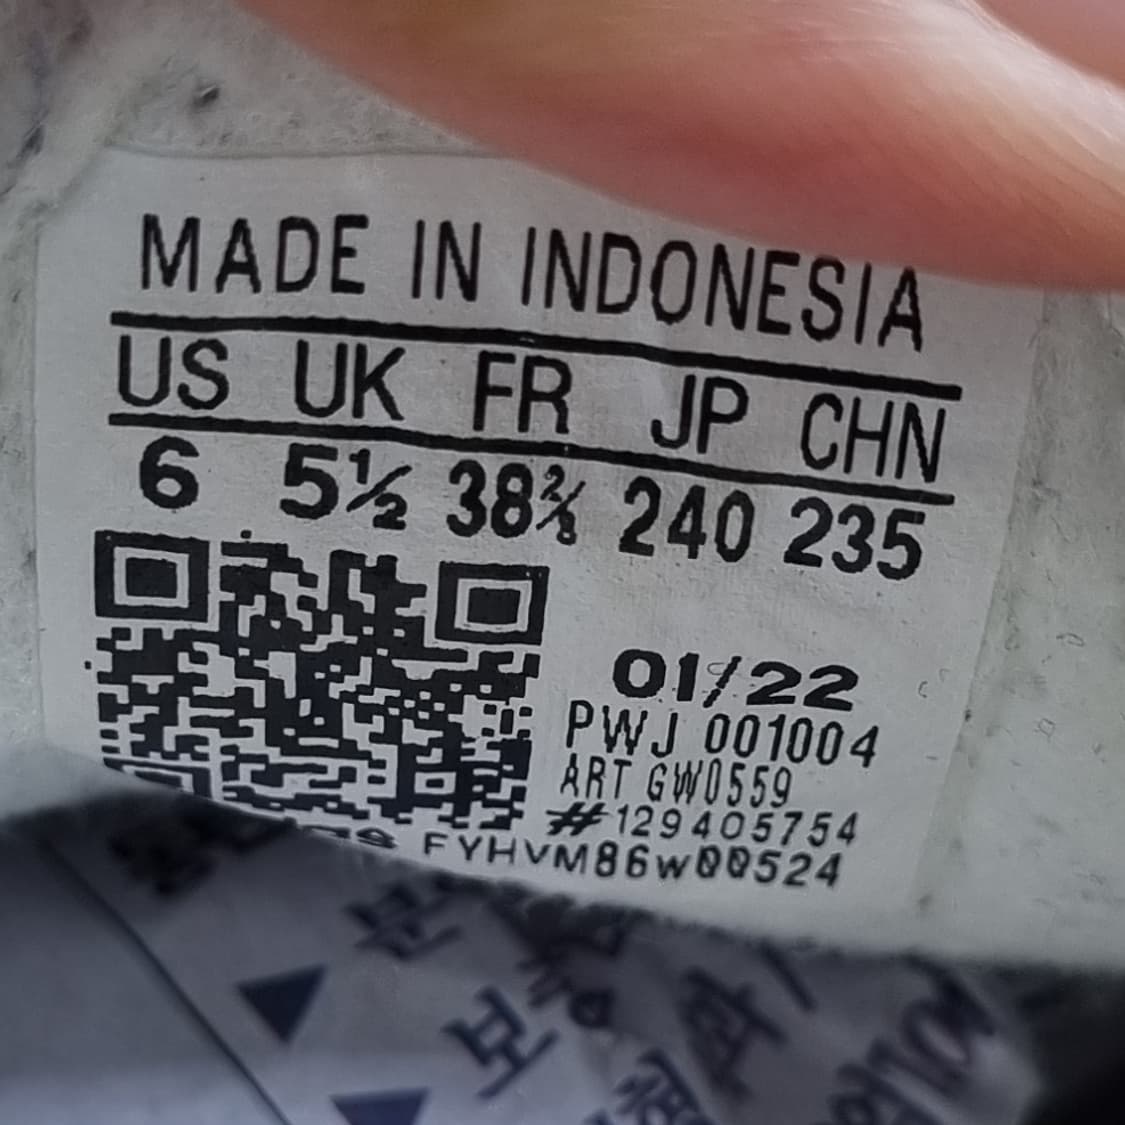 MADE IN INDONESIA
US UK FR JP CHN
6 5½ 38⅔ 240 235
01/22
PWJ 001004
ART GW0559
#129405754
FYHVM86W00524